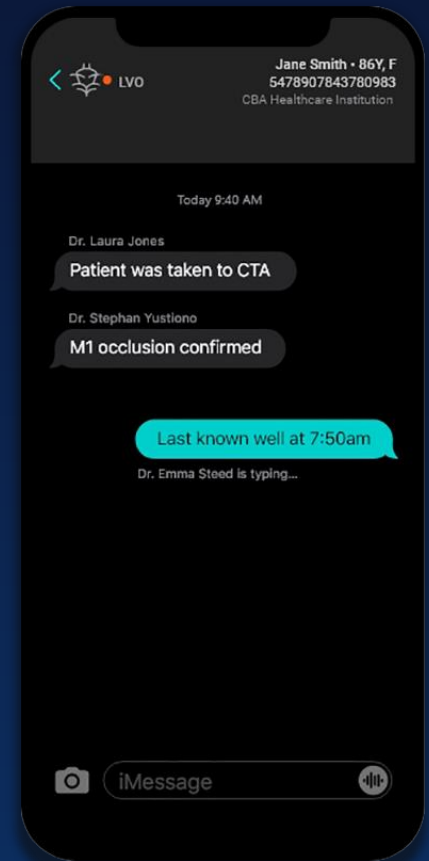 LVO
Jane Smith • 86Y, F
5478907843780983
CBA Healthcare Institution
Today 9:40 AM
Dr. Laura Jones
Patient was taken to CTA
Dr. Stephan Yustiono
M1 occlusion confirmed
Last known well at 7:50am
Dr. Emma Steed is typing...
iMessage